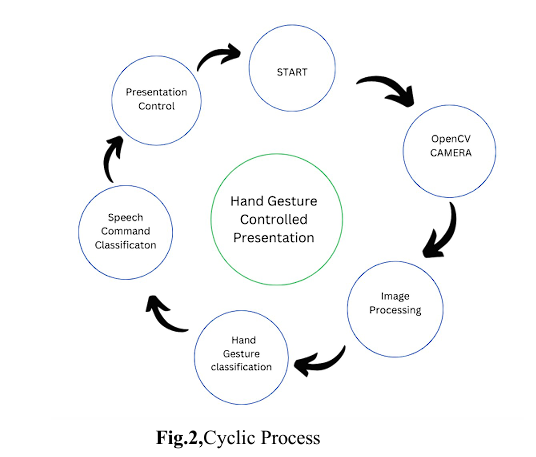 START
OpenCV
CAMERA
Image
Processing
Hand
Gesture
classification
Speech
Command
Classificaton
Presentation
Control
Hand Gesture
Controlled
Presentation
Fig.2,Cyclic Process